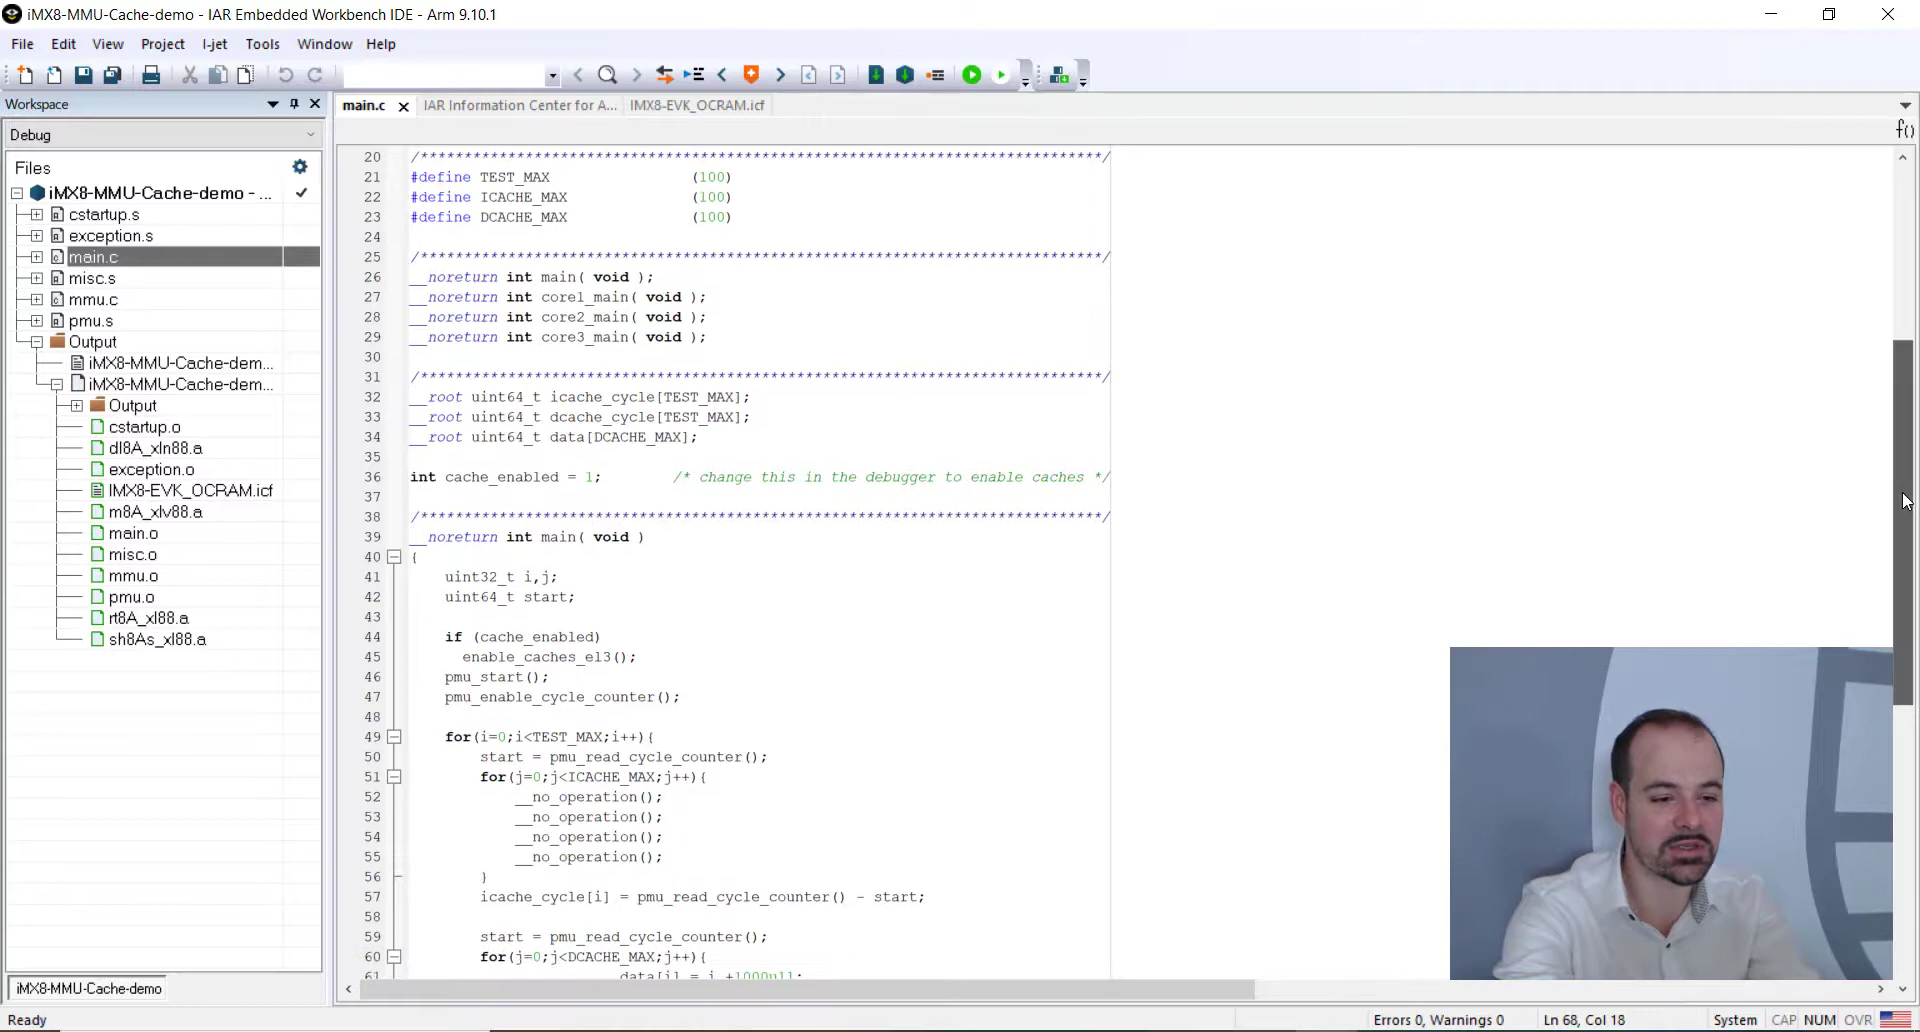 iMX8-MMU-Cache-demo - IAR Embedded Workbench IDE - Arm 9.10.1
File Edit View Project I-jet Tools Window Help
Workspace
main.c IAR Information Center for A... IMX8-EVK_OCRAM.icf
Debug
f()
Files
iMX8-MMU-Cache-demo - ...
cstartup.s
exception.s
main.c
misc.s
mmu.c
pmu.s
Output
iMX8-MMU-Cache-dem...
iMX8-MMU-Cache-dem...
Output
cstartup.o
dl8A_xln88.a
exception.o
IMX8-EVK_OCRAM.icf
m8A_xlv88.a
main.o
misc.o
mmu.o
pmu.o
rt8A_xl88.a
sh8As_xl88.a
iMX8-MMU-Cache-demo
20 /******************************************************************************/
21 #define TEST_MAX (100)
22 #define ICACHE_MAX (100)
23 #define DCACHE_MAX (100)
24
25 /******************************************************************************/
26 __noreturn int main( void );
27 __noreturn int core1_main( void );
28 __noreturn int core2_main( void );
29 __noreturn int core3_main( void );
30
31 /******************************************************************************/
32 __root uint64_t icache_cycle[TEST_MAX];
33 __root uint64_t dcache_cycle[TEST_MAX];
34 __root uint64_t data[DCACHE_MAX];
35
36 int cache_enabled = 1; /* change this in the debugger to enable caches */
37
38 /******************************************************************************/
39 __noreturn int main( void )
40 {
41 uint32_t i,j;
42 uint64_t start;
43
44 if (cache_enabled)
45 enable_caches_el3();
46 pmu_start();
47 pmu_enable_cycle_counter();
48
49 for(i=0;i<TEST_MAX;i++){
50 start = pmu_read_cycle_counter();
51 for(j=0;j<ICACHE_MAX;j++){
52 __no_operation();
53 __no_operation();
54 __no_operation();
55 __no_operation();
56 }
57 icache_cycle[i] = pmu_read_cycle_counter() - start;
58
59 start = pmu_read_cycle_counter();
60 for(j=0;j<DCACHE_MAX;j++){
61
Ready
Errors 0, Warnings 0 Ln 68, Col 18 System CAP NUM OVR